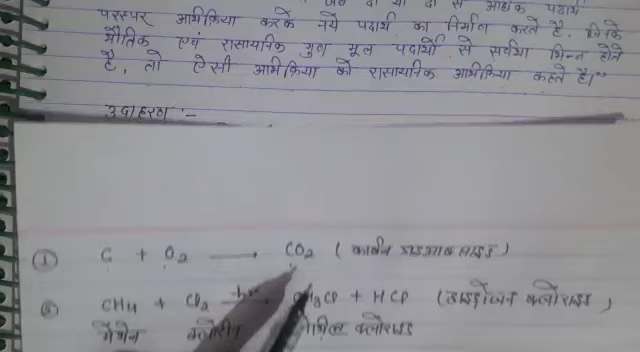 जब दो या दो से अधिक पदार्थ
परस्पर अभिक्रिया करके नये पदार्थ का निर्माण करते है, जिनके
भौतिक एवं रासायनिक गुण मूल पदार्थो से सर्वथा भिन्न होते
है, तो ऐसी अभिक्रिया को रासायनिक अभिक्रिया कहते है।"
उदाहरण :-
① C + O2 → CO2 ( कार्बन डाइआक्साइड )
② CH4 + Cl2 hv→ CH3Cl + HCl ( हाइड्रोजन क्लोराइड )
मेथेन क्लोरीन मेथिल क्लोराइड